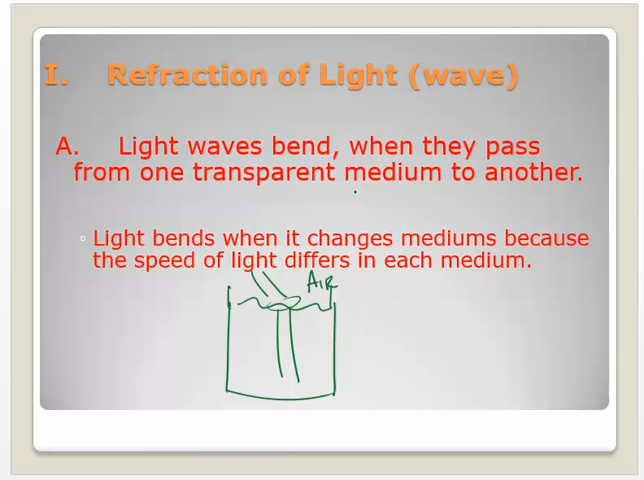 I. Refraction of Light (wave)
A. Light waves bend, when they pass
from one transparent medium to another.
◦ Light bends when it changes mediums because
the speed of light differs in each medium.
AIR